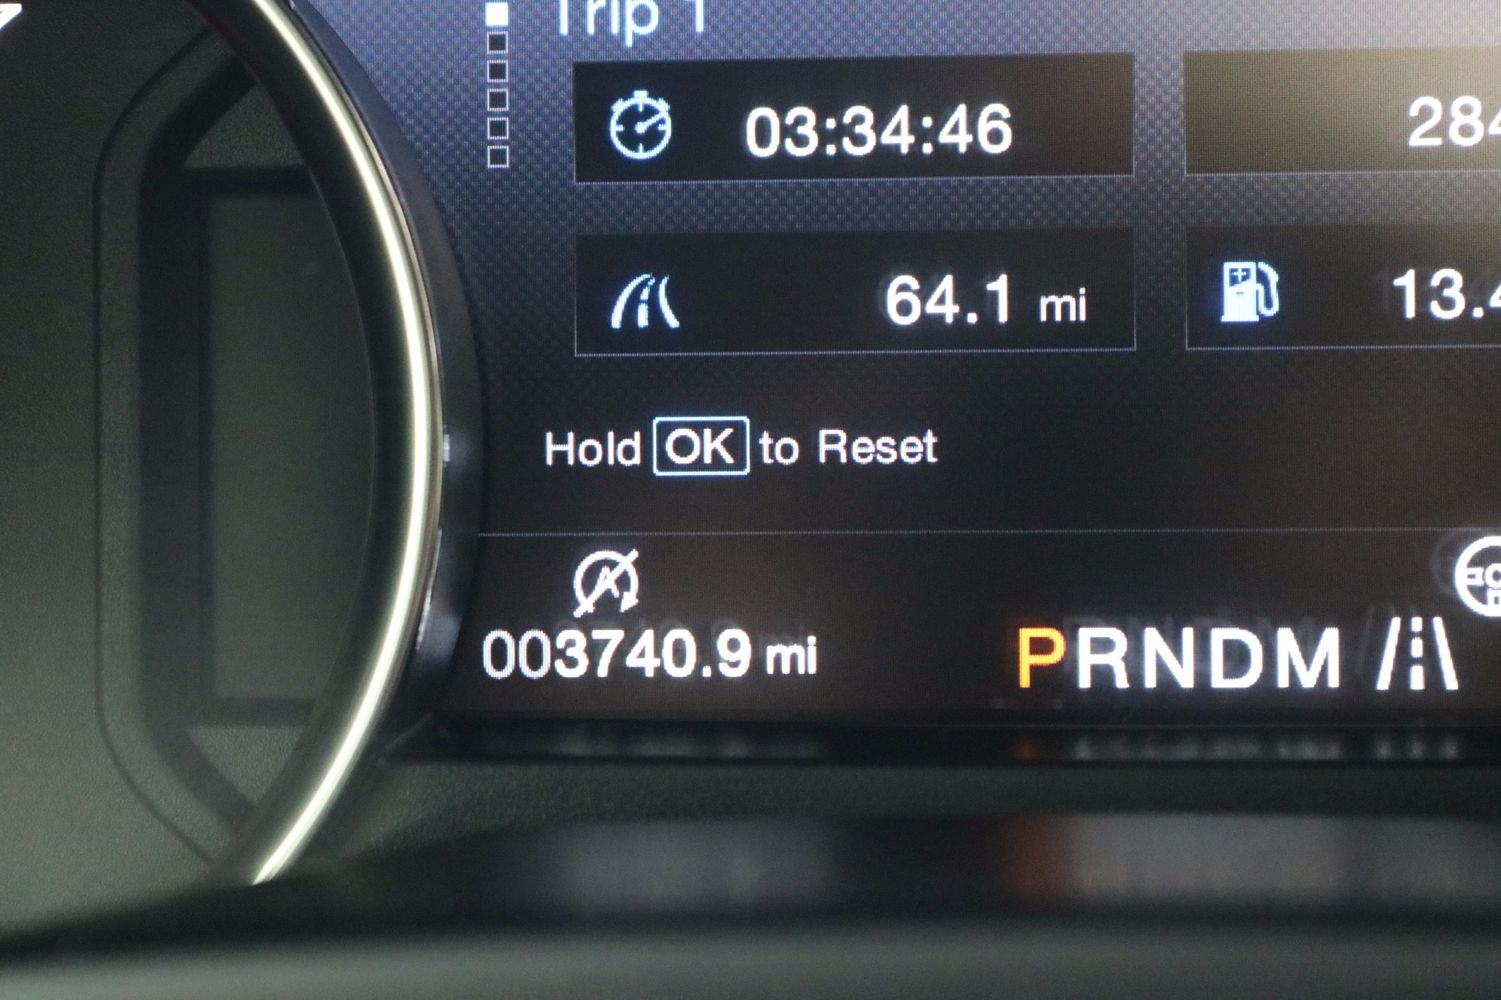 Trip 1
03:34:46
284
64.1 mi
13.4
Hold OK to Reset
A
003740.9 mi
PRNDM